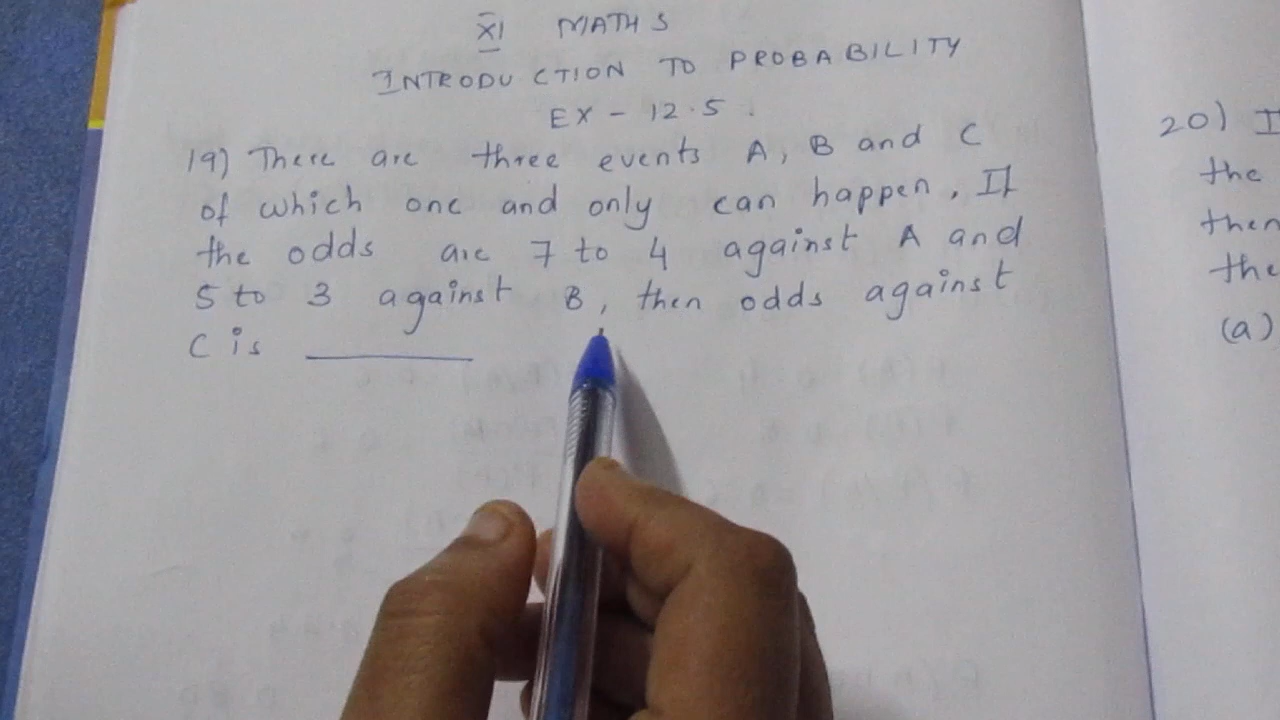 XI MATHS
INTRODUCTION TO PROBABILITY
EX - 12.5.
19) There are three events A, B and C
of which one and only can happen. If
the odds are 7 to 4 against A and
5 to 3 against B, then odds against
C is
20) I
the
then
the
(a)